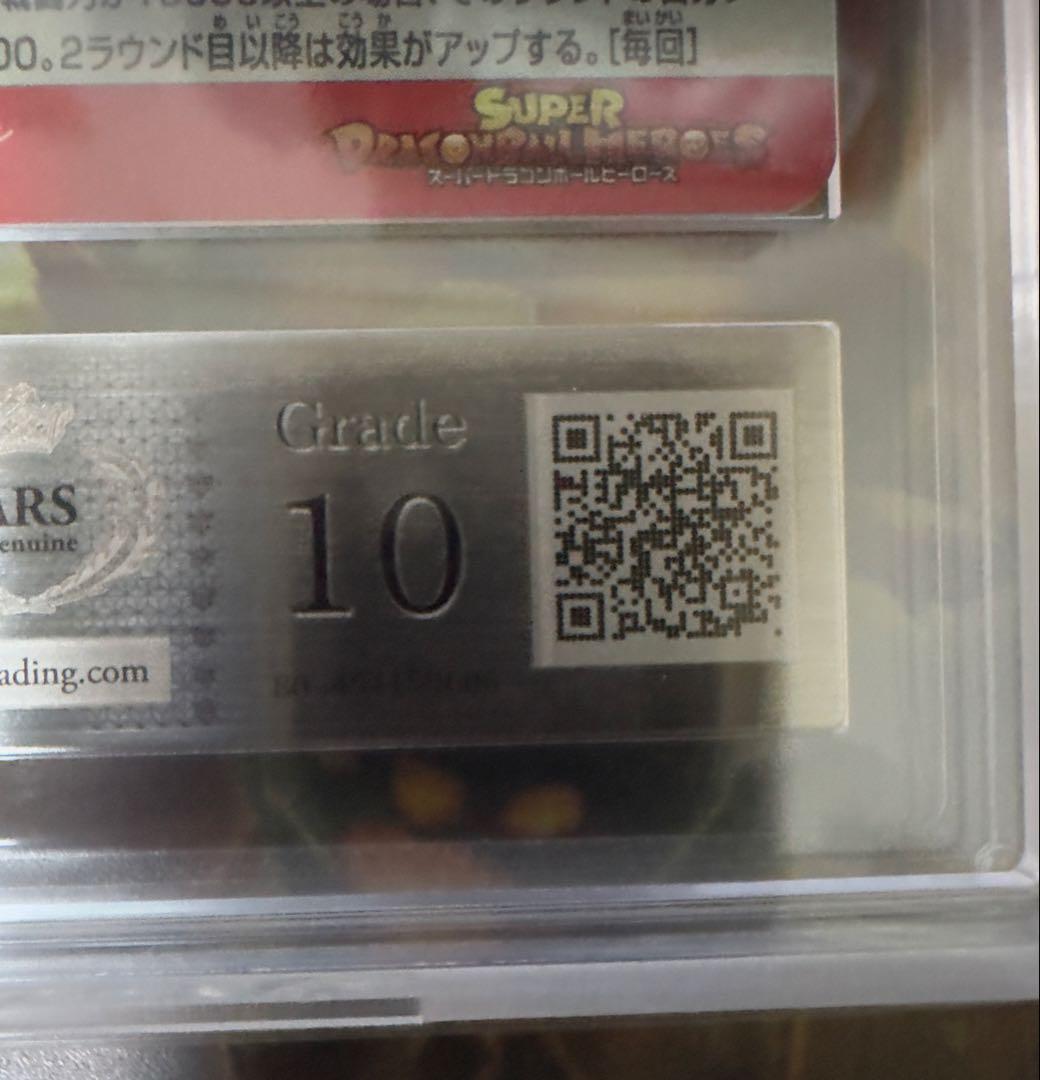 00。2ラウンド目以降は効果がアップする。[毎回]
めいこうこうかまいかい
SUPER
DRAGONBALL HEROES
スーパードラゴンボールヒーローズ
Grade
10
ARS
enuine
ading.com